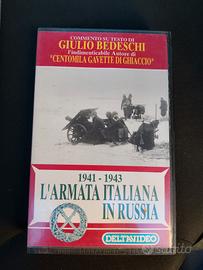 COMMENTO SU TESTO DI
GIULIO BEDESCHI
l'indimenticabile Autore di
"CENTOMILA GAVETTE DI GHIACCIO"
1941 - 1943
L'ARMATA ITALIANA
IN RUSSIA
DELTAVIDEO
subito